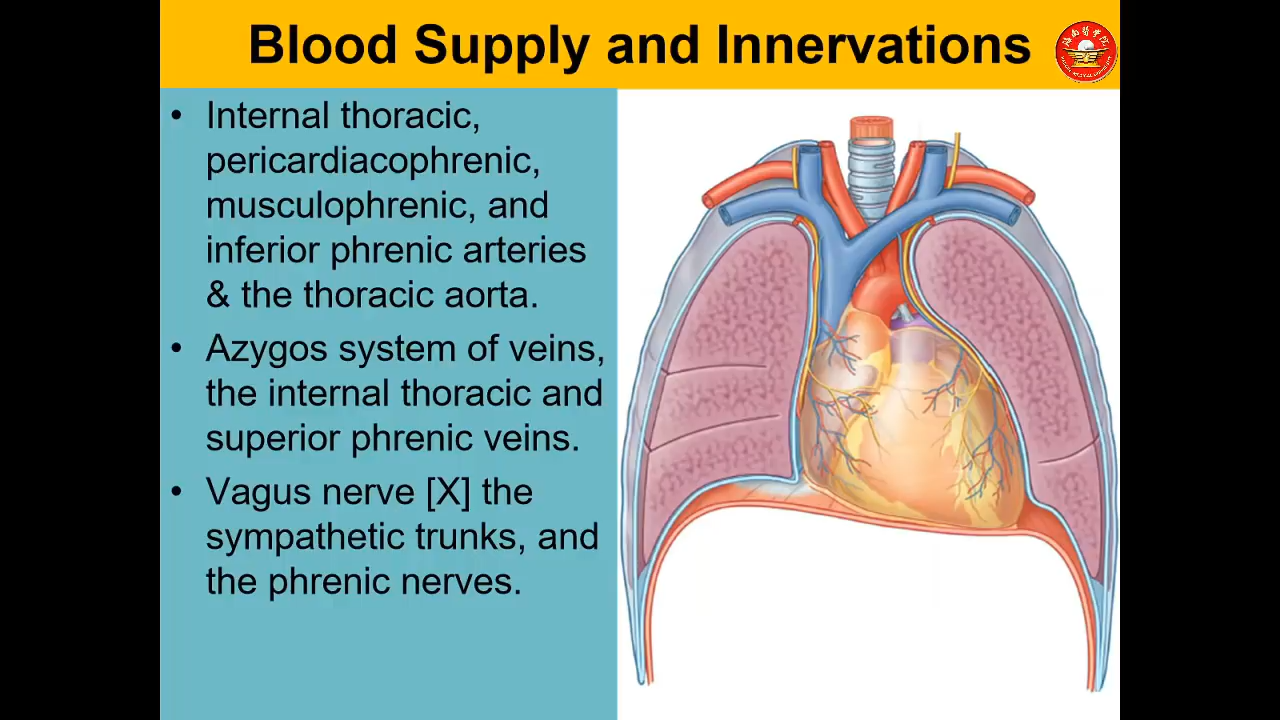 Blood Supply and Innervations
• Internal thoracic,
pericardiacophrenic,
musculophrenic, and
inferior phrenic arteries
& the thoracic aorta.
• Azygos system of veins,
the internal thoracic and
superior phrenic veins.
• Vagus nerve [X] the
sympathetic trunks, and
the phrenic nerves.